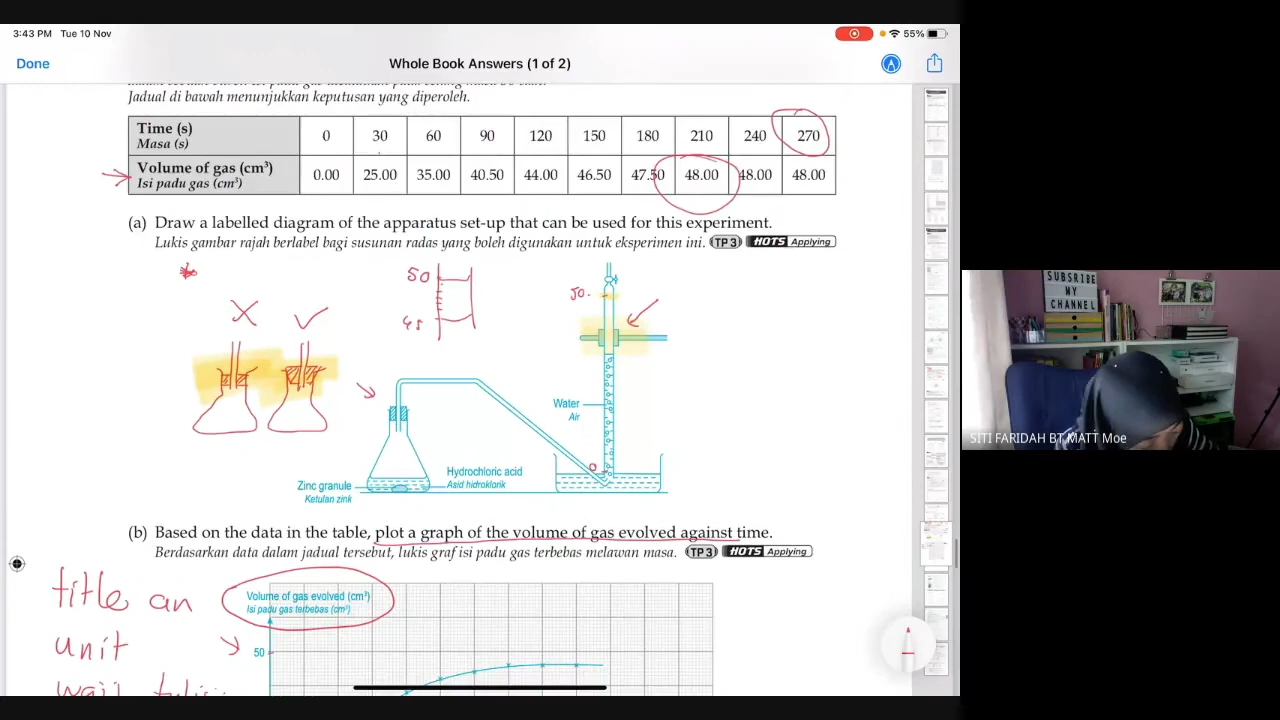 3:43 PM Tue 10 Nov
55%
Done
Whole Book Answers (1 of 2)
Jadual di bawah menunjukkan keputusan yang diperoleh.
Time (s) 0 30 60 90 120 150 180 210 240 270
Masa (s)
Volume of gas (cm³) 0.00 25.00 35.00 40.50 44.00 46.50 47.50 48.00 48.00 48.00
Isi padu gas (cm³)
(a) Draw a labelled diagram of the apparatus set-up that can be used for this experiment.
Lukis gambar rajah berlabel bagi susunan radas yang boleh digunakan untuk eksperimen ini. TP 3 HOTS Applying
50
50.
45
Water
Air
0
Hydrochloric acid
Asid hidroklorik
Zinc granule
Ketulan zink
(b) Based on the data in the table, plot a graph of the volume of gas evolved against time.
Berdasarkan data dalam jadual tersebut, lukis graf isi padu gas terbebas melawan masa. TP 3 HOTS Applying
title an
Volume of gas evolved (cm³)
Isi padu gas terbebas (cm³)
unit
50
SUBSRIBE
MY
CHANNEL
SITI FARIDAH BT MATT Moe